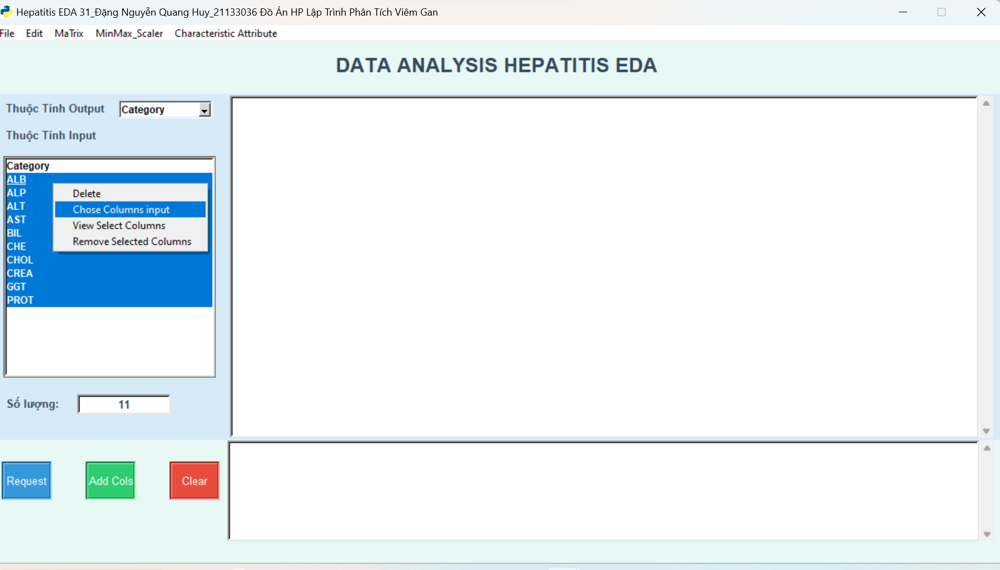 Hepatitis EDA 31_Đặng Nguyễn Quang Huy_21133036 Đồ Án HP Lập Trình Phân Tích Viêm Gan
File Edit MaTrix MinMax_Scaler Characteristic Attribute
DATA ANALYSIS HEPATITIS EDA
Thuộc Tính Output Category
Thuộc Tính Input
Category
ALB
ALP
ALT
AST
BIL
CHE
CHOL
CREA
GGT
PROT
Delete
Chose Columns input
View Select Columns
Remove Selected Columns
Số lượng: 11
Request Add Cols Clear